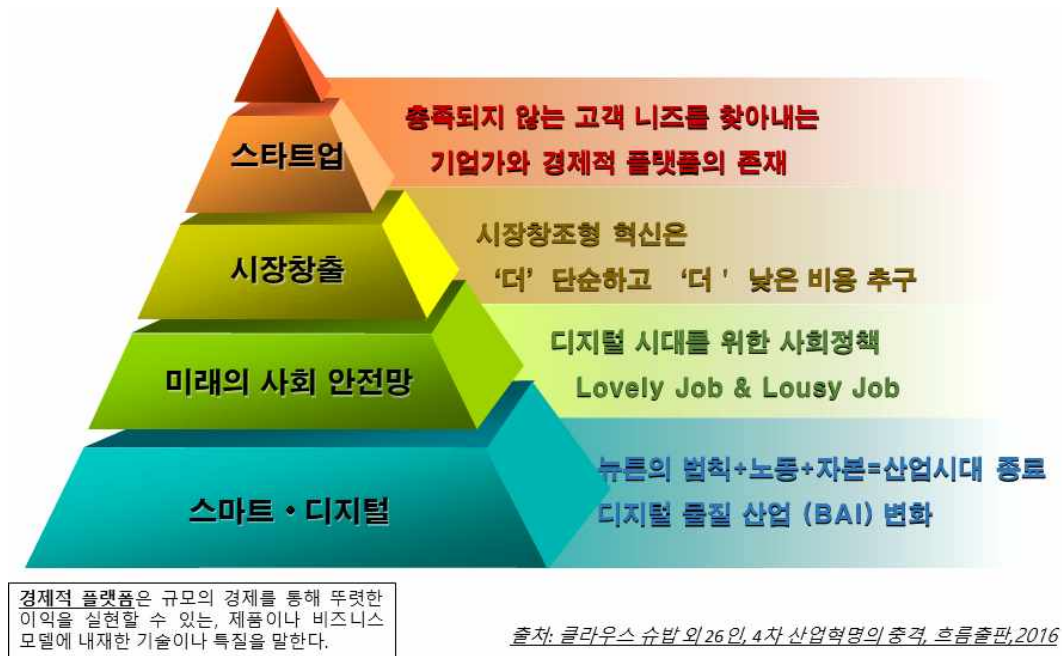 충족되지 않는 고객 니즈를 찾아내는
스타트업
기업가와 경제적 플랫폼의 존재
시장창조형 혁신은
시장창출
‘더’ 단순하고 ‘더 ' 낮은 비용 추구
디지털 시대를 위한 사회정책
미래의 사회 안전망
Lovely Job & Lousy Job
뉴튼의 법칙+노동+자본=산업시대 종료
스마트 • 디지털
디지털 물질 산업 (BAI) 변화
경제적 플랫폼은 규모의 경제를 통해 뚜렷한
이익을 실현할 수 있는, 제품이나 비즈니스
모델에 내재한 기술이나 특질을 말한다.
출처: 클라우스 슈밥 외 26인, 4차 산업혁명의 충격, 흐름출판,2016